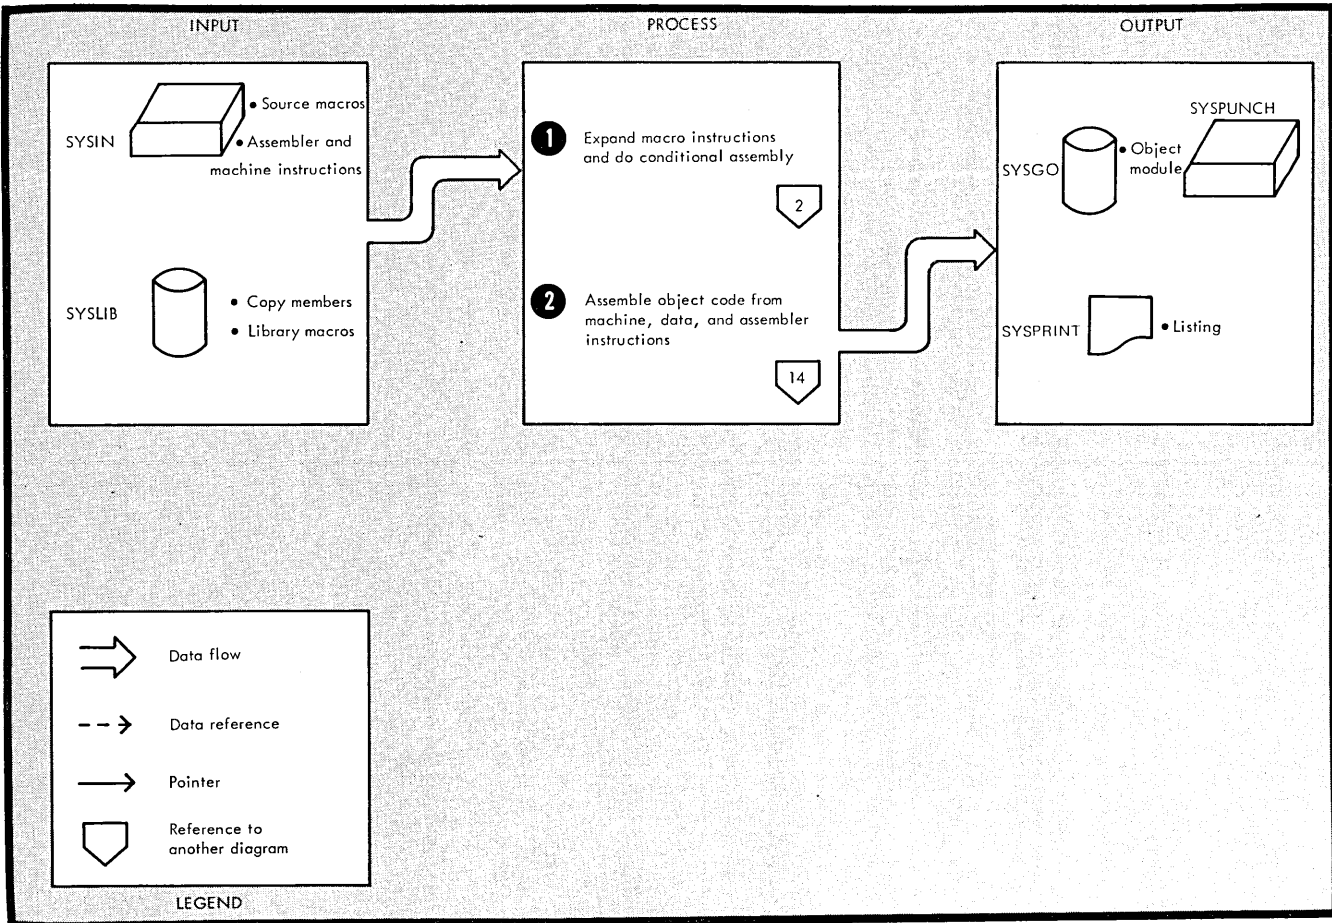 INPUT
PROCESS
OUTPUT
SYSIN
• Source macros
• Assembler and
machine instructions
SYSLIB
• Copy members
• Library macros
1
Expand macro instructions
and do conditional assembly
2
2
Assemble object code from
machine, data, and assembler
instructions
14
SYSPUNCH
SYSGO
• Object
module
SYSPRINT
• Listing
Data flow
Data reference
Pointer
Reference to
another diagram
LEGEND